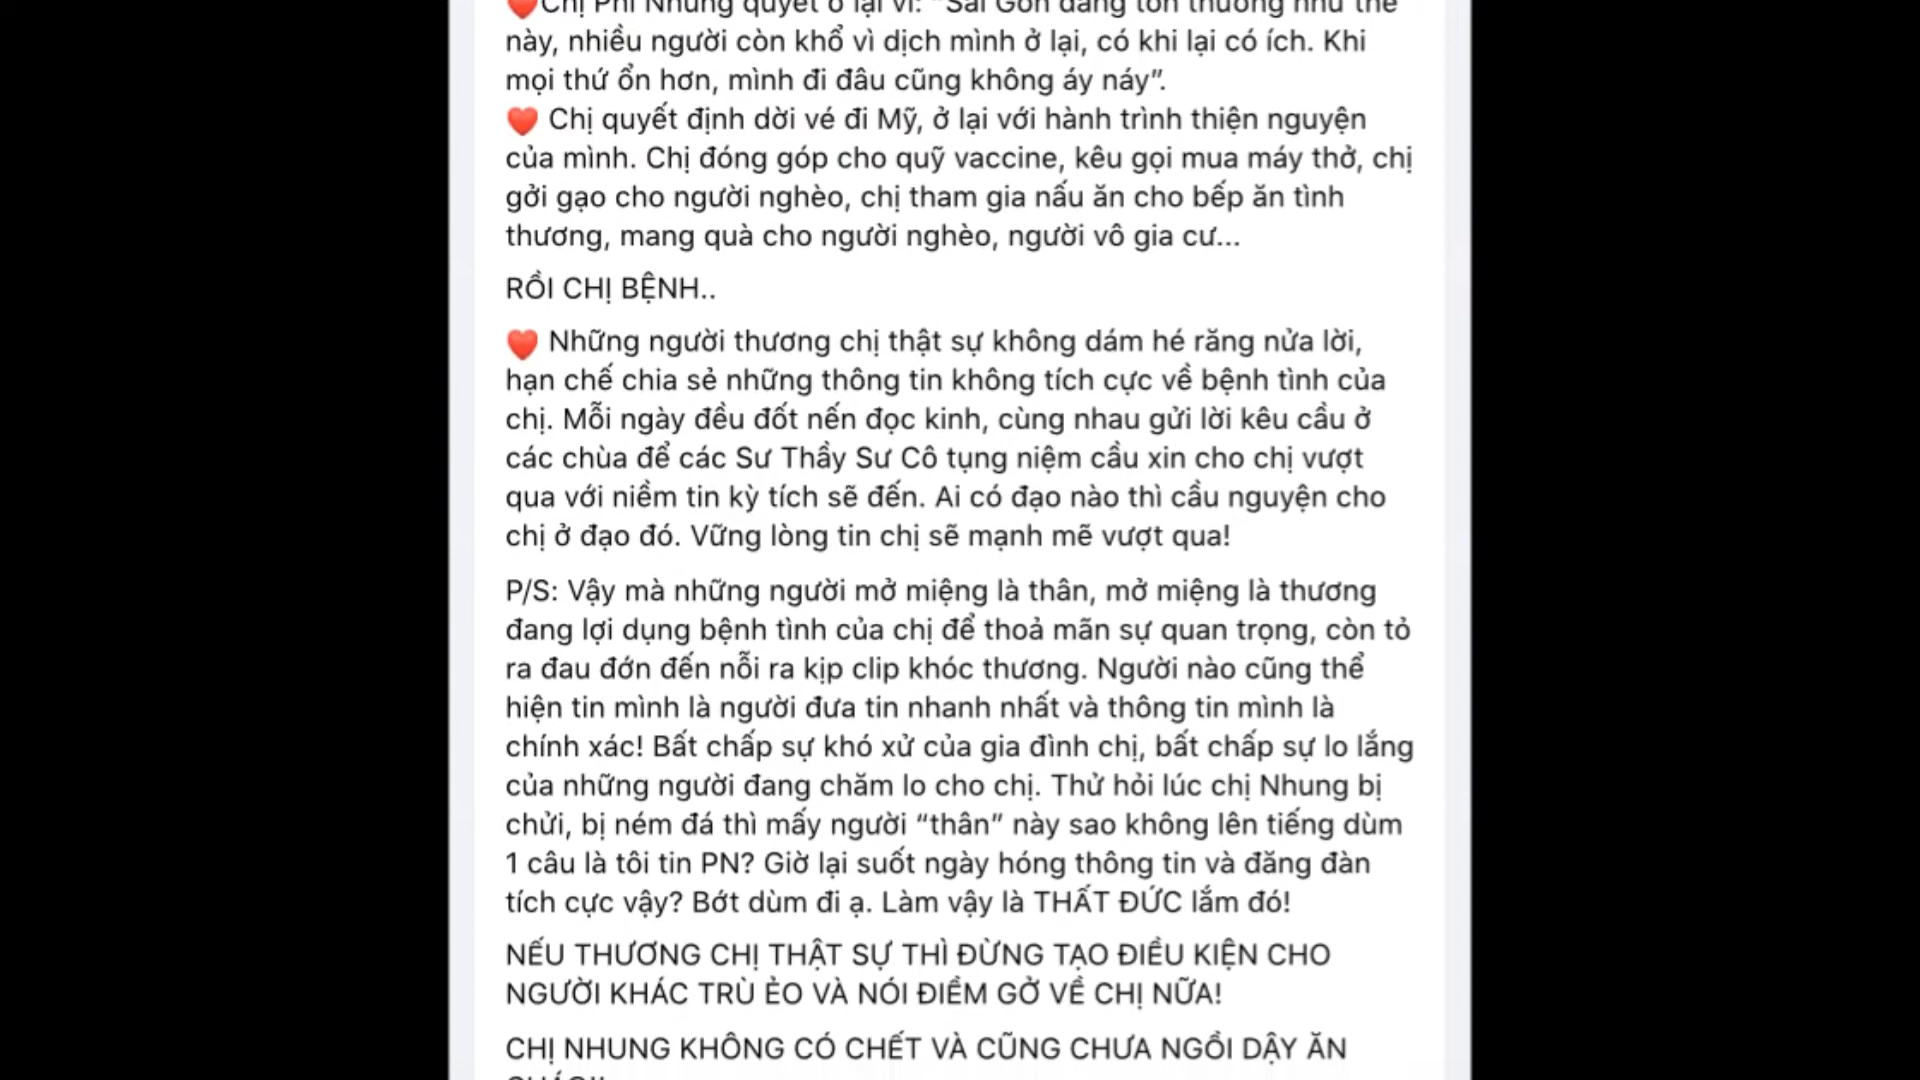 ❤️Chị Phi Nhung quyết ở lại vì: "Sài Gòn đang tổn thương như thế
này, nhiều người còn khổ vì dịch mình ở lại, có khi lại có ích. Khi
mọi thứ ổn hơn, mình đi đâu cũng không áy náy".
❤️ Chị quyết định dời vé đi Mỹ, ở lại với hành trình thiện nguyện
của mình. Chị đóng góp cho quỹ vaccine, kêu gọi mua máy thở, chị
gởi gạo cho người nghèo, chị tham gia nấu ăn cho bếp ăn tình
thương, mang quà cho người nghèo, người vô gia cư...
RỒI CHỊ BỆNH..
❤️ Những người thương chị thật sự không dám hé răng nửa lời,
hạn chế chia sẻ những thông tin không tích cực về bệnh tình của
chị. Mỗi ngày đều đốt nến đọc kinh, cùng nhau gửi lời kêu cầu ở
các chùa để các Sư Thầy Sư Cô tụng niệm cầu xin cho chị vượt
qua với niềm tin kỳ tích sẽ đến. Ai có đạo nào thì cầu nguyện cho
chị ở đạo đó. Vững lòng tin chị sẽ mạnh mẽ vượt qua!
P/S: Vậy mà những người mở miệng là thân, mở miệng là thương
đang lợi dụng bệnh tình của chị để thoả mãn sự quan trọng, còn tỏ
ra đau đớn đến nỗi ra kịp clip khóc thương. Người nào cũng thể
hiện tin mình là người đưa tin nhanh nhất và thông tin mình là
chính xác! Bất chấp sự khó xử của gia đình chị, bất chấp sự lo lắng
của những người đang chăm lo cho chị. Thử hỏi lúc chị Nhung bị
chửi, bị ném đá thì mấy người "thân" này sao không lên tiếng dùm
1 câu là tôi tin PN? Giờ lại suốt ngày hóng thông tin và đăng đàn
tích cực vậy? Bớt dùm đi ạ. Làm vậy là THẤT ĐỨC lắm đó!
NẾU THƯƠNG CHỊ THẬT SỰ THÌ ĐỪNG TẠO ĐIỀU KIỆN CHO
NGƯỜI KHÁC TRÙ ẺO VÀ NÓI ĐIỀM GỞ VỀ CHỊ NỮA!
CHỊ NHUNG KHÔNG CÓ CHẾT VÀ CŨNG CHƯA NGỒI DẬY ĂN